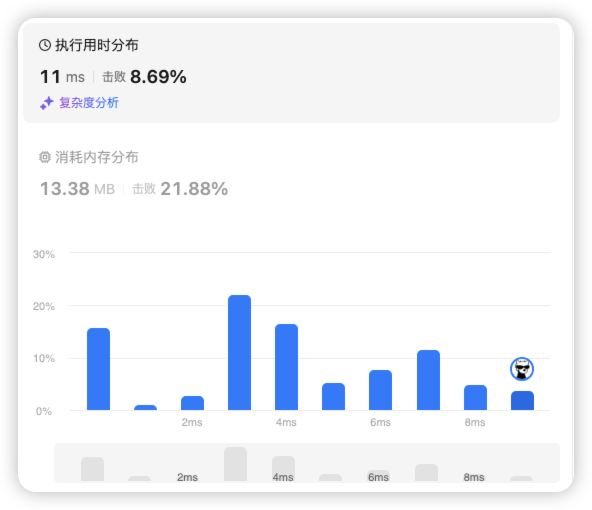 执行用时分布
11 ms 击败 8.69%
复杂度分析
消耗内存分布
13.38 MB 击败 21.88%
30%
20%
10%
0%
2ms 4ms 6ms 8ms
2ms 4ms 6ms 8ms